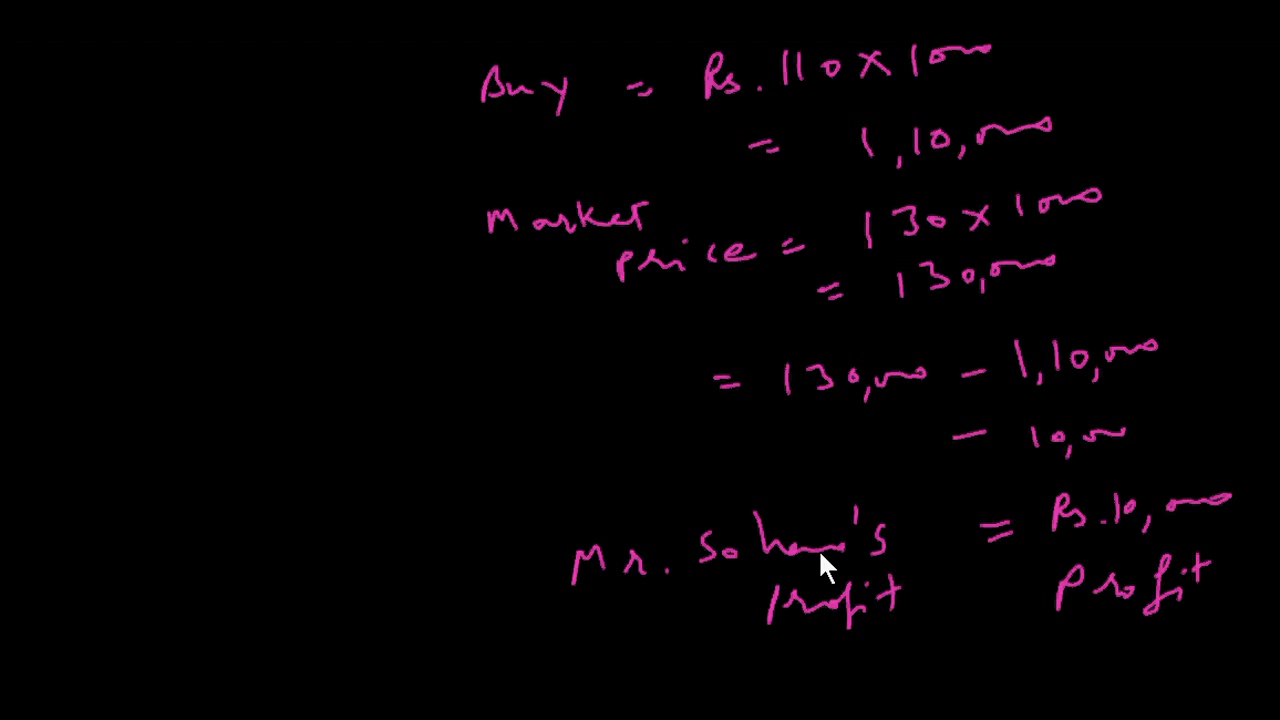 Buy = Rs. 110 x 1000
= 1,10,000
Market
price = 130 x 1000
= 130,000
= 130,000 - 1,10,000
- 10,000
Mr. Soham's = Rs. 10,000
profit profit